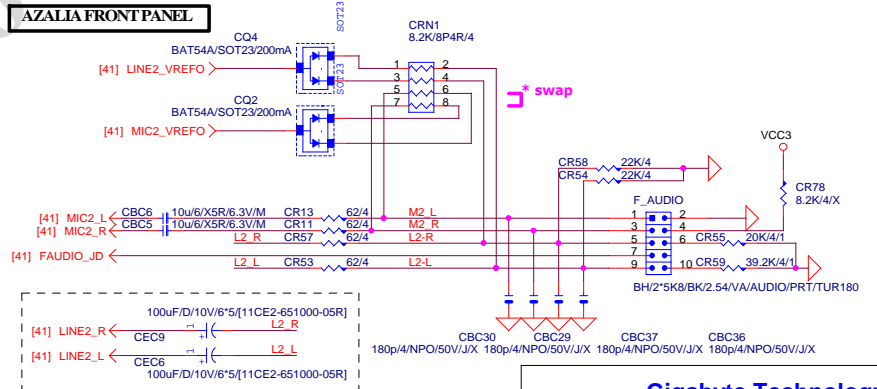 AZALIA FRONT PANEL
SOT23
CQ4
BAT54A/SOT23/200mA
[41] LINE2_VREFO
SOT23
CQ2
BAT54A/SOT23/200mA
[41] MIC2_VREFO
CRN1
8.2K/8P4R/4
1 2
3 4
5 6
7 8
* swap
VCC3
CR78
8.2K/4/X
CR58 22K/4
CR54 22K/4
F_AUDIO
[41] MIC2_L CBC6 10u/6/X5R/6.3V/M CR13 62/4 M2_L 1 2
[41] MIC2_R CBC5 10u/6/X5R/6.3V/M CR11 62/4 M2_R 3 4
L2_R CR57 62/4 L2-R 5 6 CR55 20K/4/1
[41] FAUDIO_JD 7
L2_L CR53 62/4 L2-L 9 10 CR59 39.2K/4/1
BH/2*5K8/BK/2.54/VA/AUDIO/PRT/TUR180
100uF/D/10V/6*5/[11CE2-651000-05R]
[41] LINE2_R 1 + L2_R
CEC9
[41] LINE2_L 1 + L2_L
CEC6
100uF/D/10V/6*5/[11CE2-651000-05R]
CBC30 CBC29 CBC37 CBC36
180p/4/NPO/50V/J/X 180p/4/NPO/50V/J/X 180p/4/NPO/50V/J/X 180p/4/NPO/50V/J/X